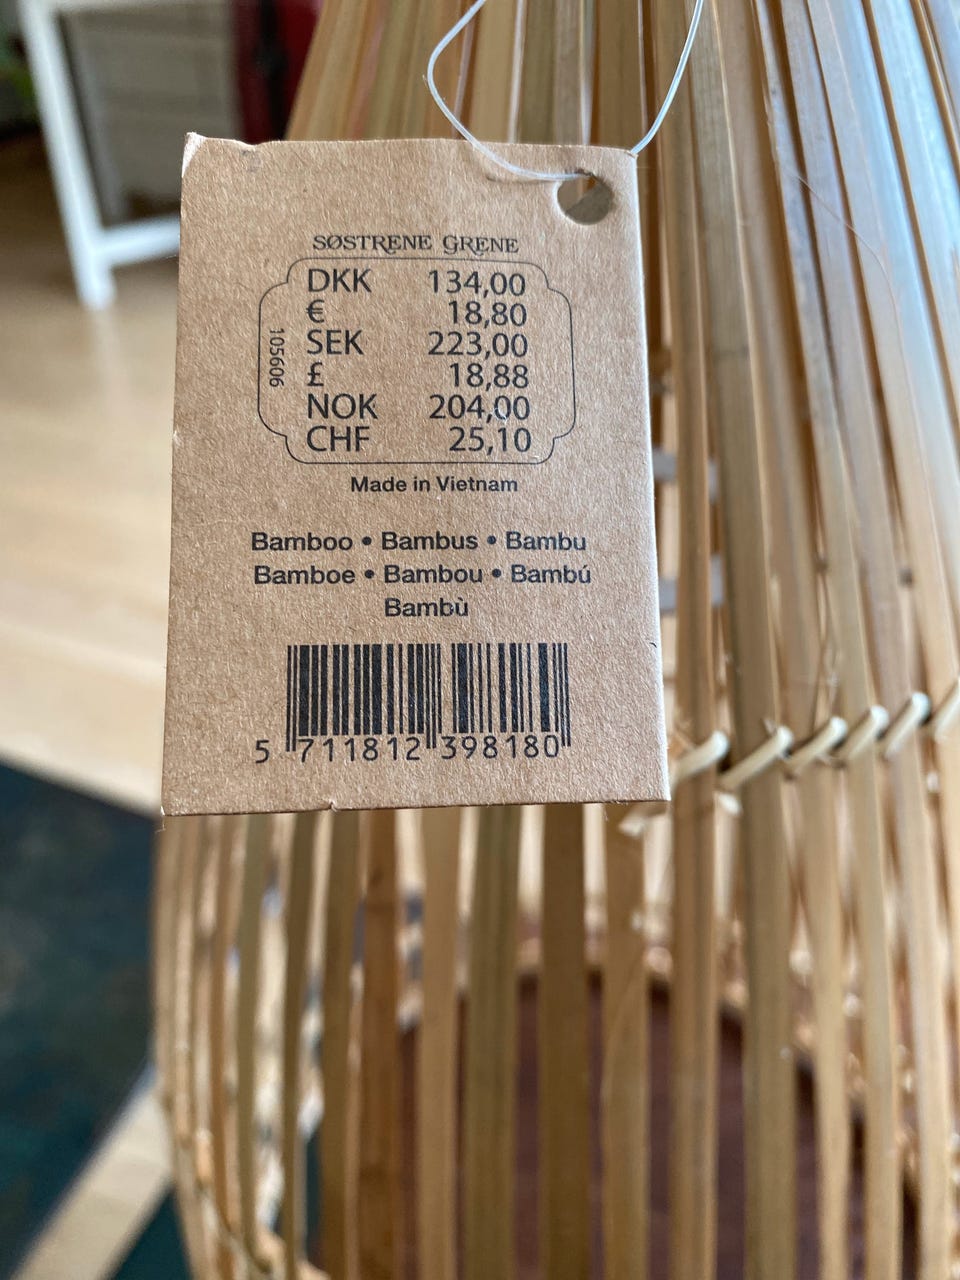 SØSTRENE GRENE
DKK 134,00
€ 18,80
SEK 223,00
£ 18,88
NOK 204,00
CHF 25,10
105606
Made in Vietnam
Bamboo • Bambus • Bambu
Bamboe • Bambou • Bambú
Bambù
5 711812 398180